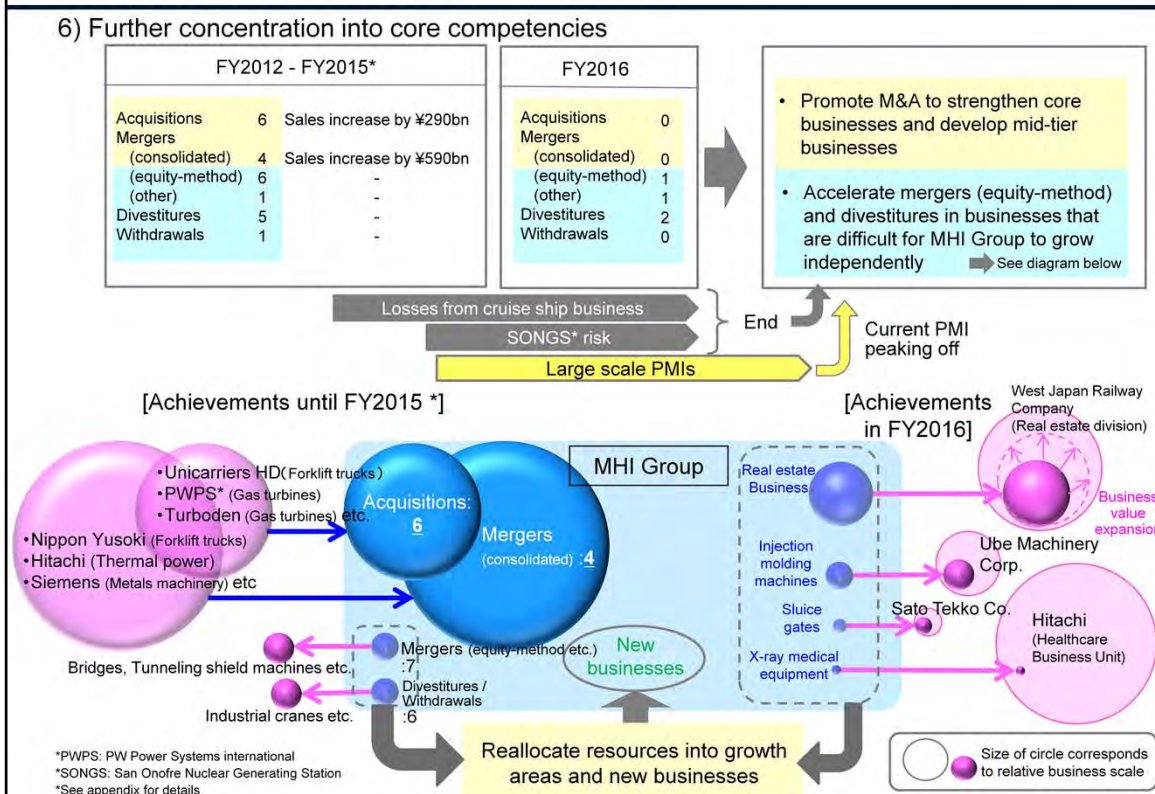 6) Further concentration into core competencies
FY2012 - FY2015*
Acquisitions 6 Sales increase by ¥290bn
Mergers
(consolidated) 4 Sales increase by ¥590bn
(equity-method) 6 -
(other) 1 -
Divestitures 5 -
Withdrawals 1 -
FY2016
Acquisitions 0
Mergers
(consolidated) 0
(equity-method) 1
(other) 1
Divestitures 2
Withdrawals 0
• Promote M&A to strengthen core
businesses and develop mid-tier
businesses
• Accelerate mergers (equity-method)
and divestitures in businesses that
are difficult for MHI Group to grow
independently
See diagram below
Losses from cruise ship business
SONGS* risk
End
Large scale PMIs
Current PMI
peaking off
[Achievements until FY2015 *]
•Unicarriers HD(Forklift trucks)
•PWPS* (Gas turbines)
•Turboden (Gas turbines) etc.
•Nippon Yusoki (Forklift trucks)
•Hitachi (Thermal power)
•Siemens (Metals machinery) etc
Acquisitions:
6
Mergers
(consolidated) :4
MHI Group
Bridges, Tunneling shield machines etc.
Mergers (equity-method etc.)
:7
Industrial cranes etc.
Divestitures /
Withdrawals
:6
New
businesses
[Achievements
in FY2016]
Real estate
Business
West Japan Railway
Company
(Real estate division)
Business
value
expansion
Injection
molding
machines
Ube Machinery
Corp.
Sluice
gates
Sato Tekko Co.
X-ray medical
equipment
Hitachi
(Healthcare
Business Unit)
Reallocate resources into growth
areas and new businesses
Size of circle corresponds
to relative business scale
*PWPS: PW Power Systems international
*SONGS: San Onofre Nuclear Generating Station
*See appendix for details